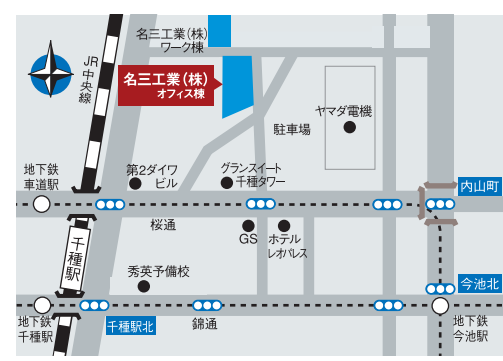 名三工業(株)
ワーク棟
JR
中央線
名三工業(株)
オフィス棟
ヤマダ電機
駐車場
地下鉄
車道駅
第2ダイワ
ビル
グランスイート
千種タワー
内山町
桜通
GS
ホテル
レオパレス
千種駅
秀英予備校
今池北
地下鉄
千種駅
千種駅北
錦通
地下鉄
今池駅